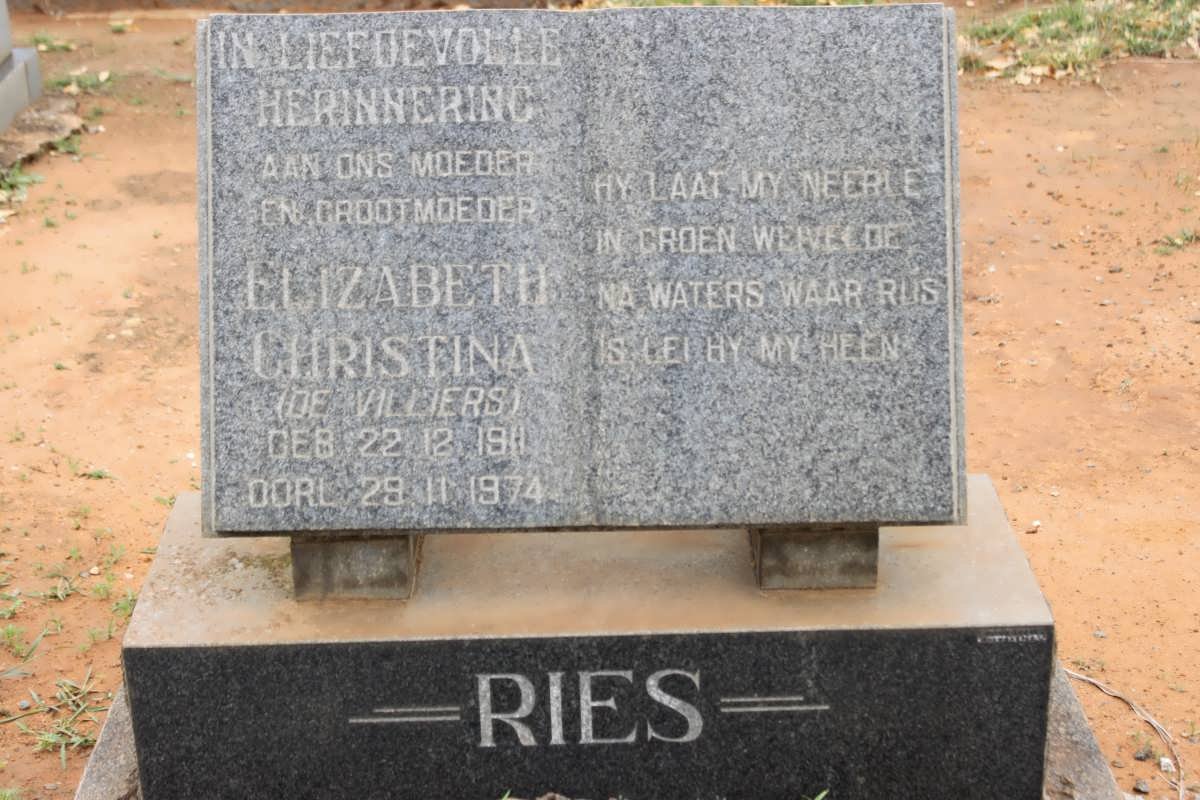 IN LIEFDEVOLLE
HERINNERING
AAN ONS MOEDER
EN GROOTMOEDER
ELIZABETH
CHRISTINA
(DE VILLIERS)
GEB 22 12 1911
OORL 29 11 1974
HY LAAT MY NEERLÊ
IN GROEN WEIVELDE
NA WATERS WAAR RUS
IS LEI HY MY HEEN
RIES